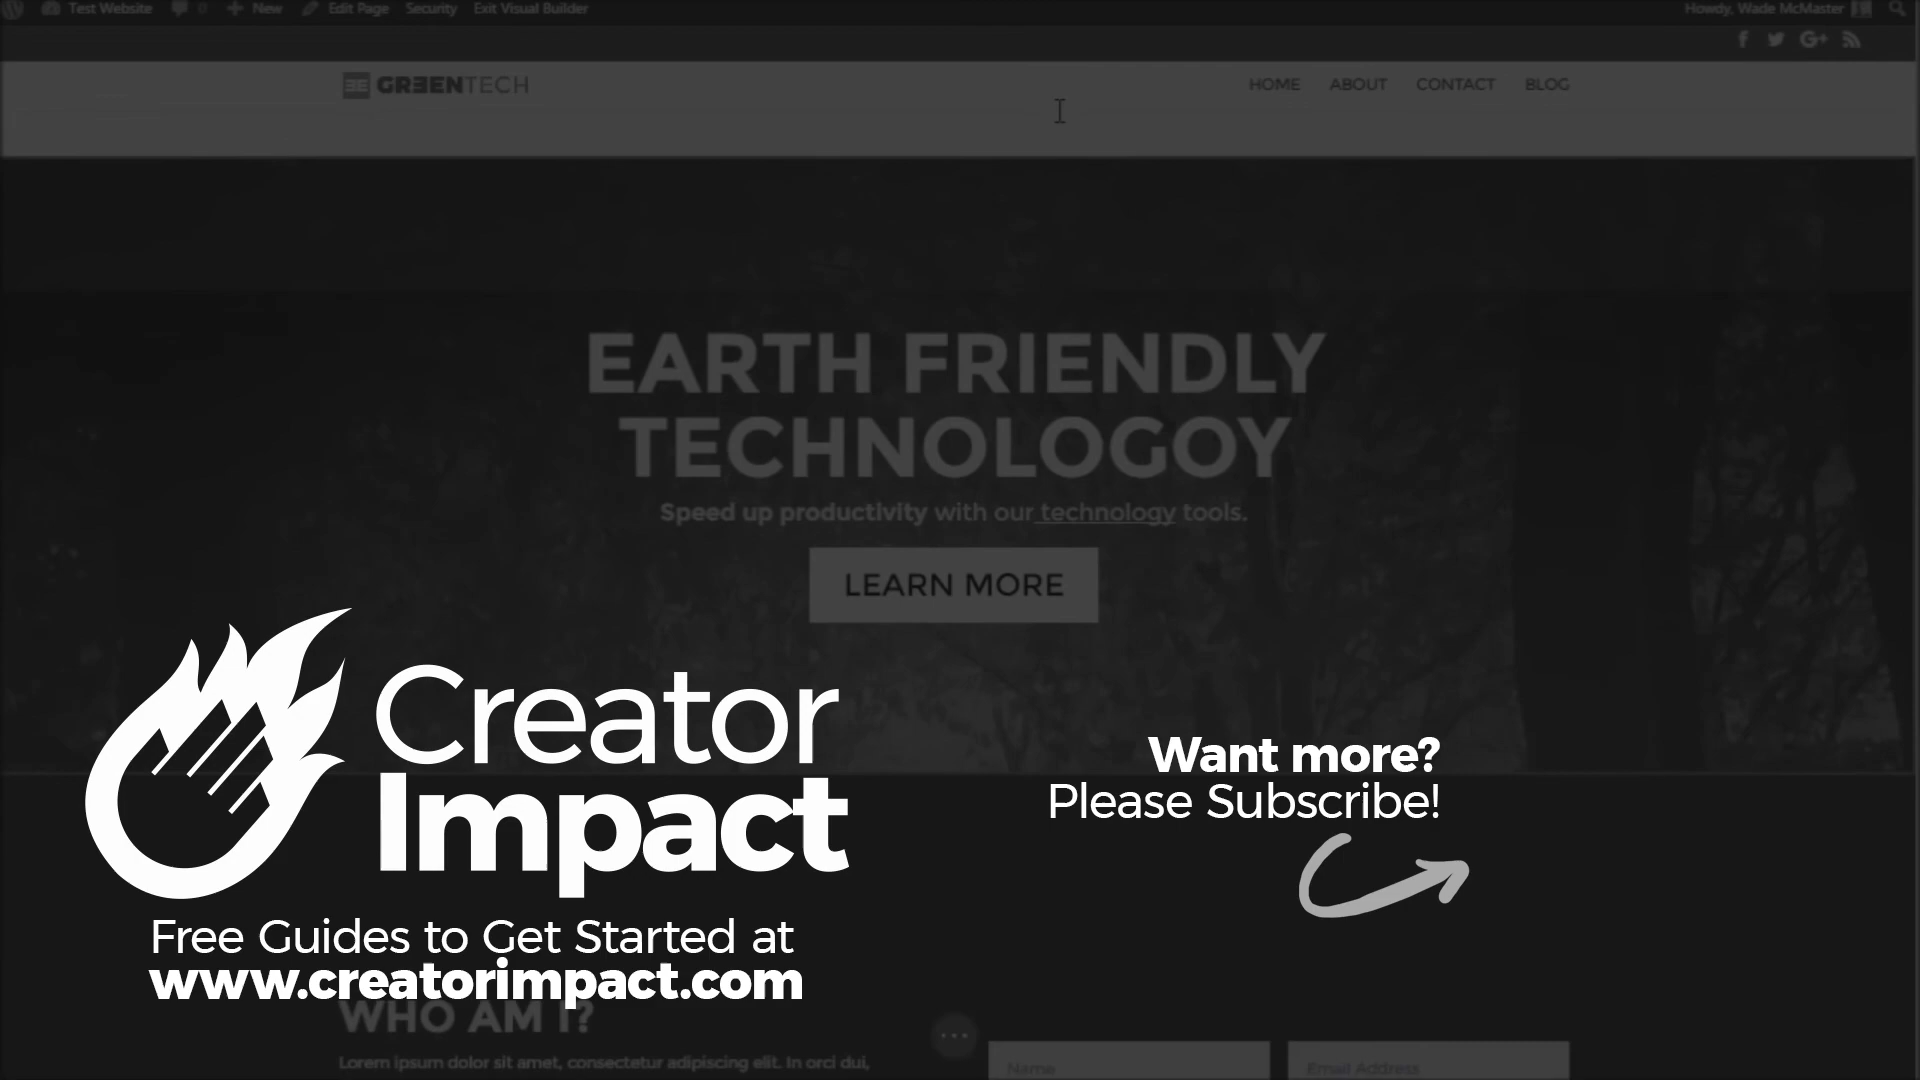 Test Website 0 New Edit Page Security Exit Visual Builder Howdy, Wade McMaster
GREENTECH HOME ABOUT CONTACT BLOG
EARTH FRIENDLY
TECHNOLOGOY
Speed up productivity with our technology tools.
LEARN MORE
Creator
Impact
Want more?
Please Subscribe!
Free Guides to Get Started at
www.creatorimpact.com
WHO AM I?
Lorem ipsum dolor sit amet, consectetur adipiscing elit. In orci dui,
Name Email Address